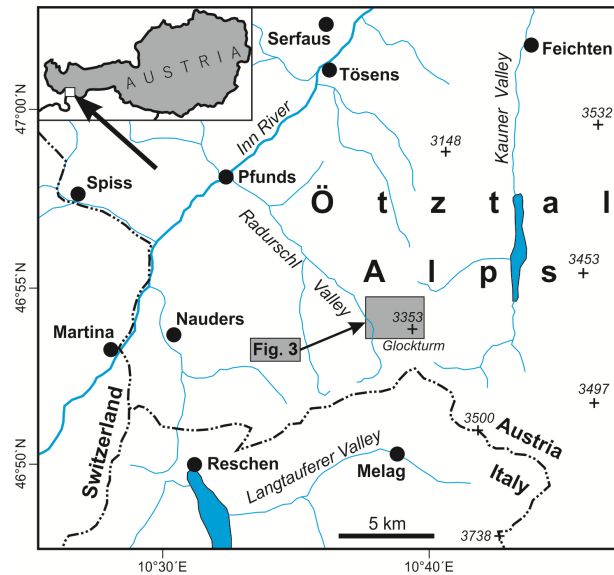 AUSTRIA
Serfaus
Tösens
Feichten
Kauner Valley
3532
3148
47°00'N
Inn River
Spiss
Pfunds
Ötztal
Alps
Radurschl
Valley
3453
46°55'N
Nauders
Martina
Fig. 3
3353
Glockturm
Switzerland
3497
3500
Austria
Italy
46°50'N
Reschen
Langtauferer Valley
Melag
5 km
3738
10°30'E
10°40'E